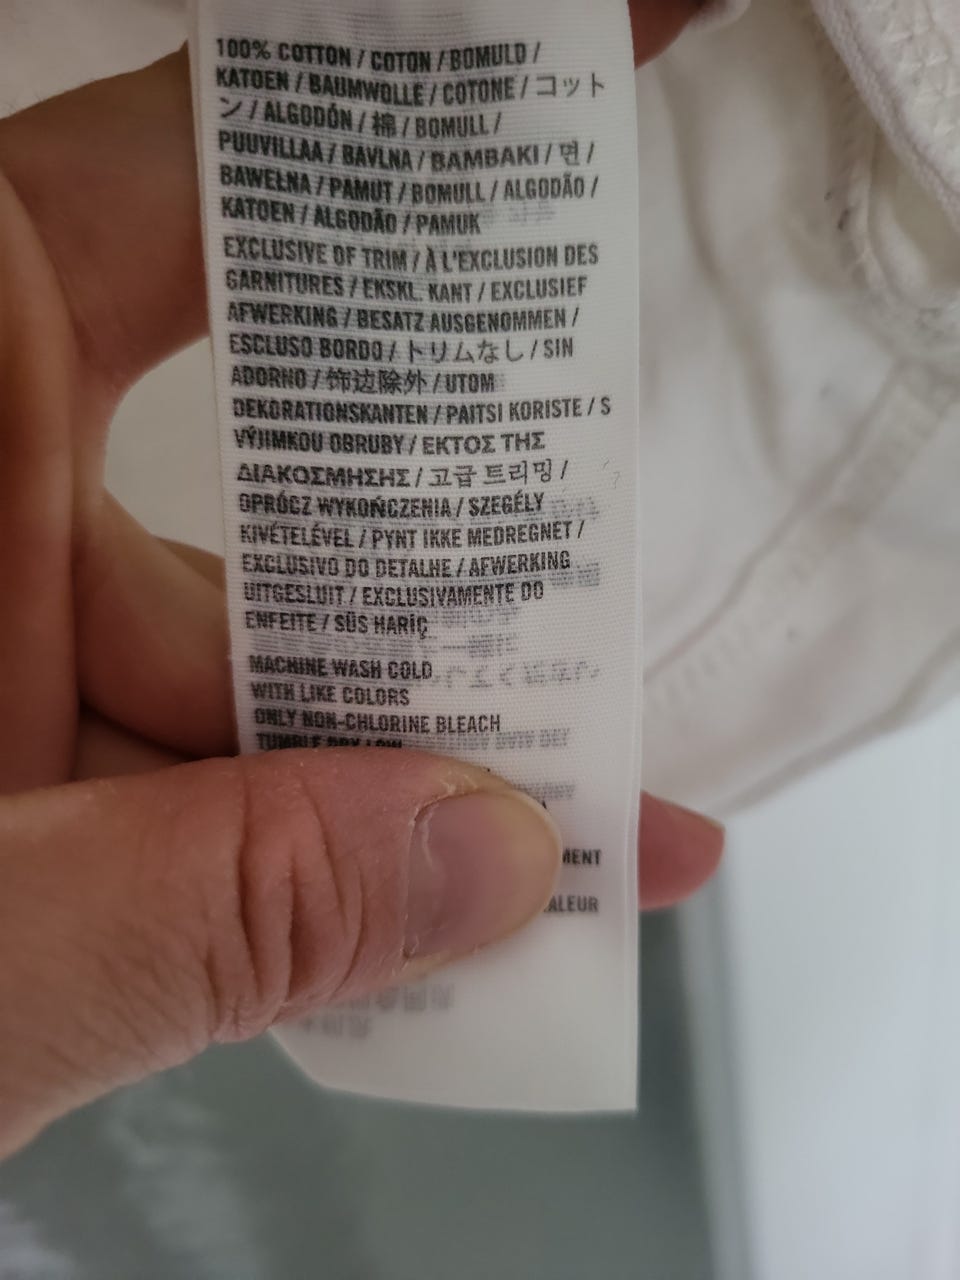 100% COTTON / COTON / BOMULD /
KATOEN / BAUMWOLLE / COTONE / コット
ン / ALGODÓN / 棉 / BOMULL /
PUUVILLAA / BAVLNA / BAMBAKI / 면 /
BAWEŁNA / PAMUT / BOMULL / ALGODÃO /
KATOEN / ALGODÃO / PAMUK
EXCLUSIVE OF TRIM / À L'EXCLUSION DES
GARNITURES / EKSKL. KANT / EXCLUSIEF
AFWERKING / BESATZ AUSGENOMMEN /
ESCLUSO BORDO / トリムなし / SIN
ADORNO / 饰边除外 / UTOM
DEKORATIONSKANTEN / PAITSI KORISTE / S
VÝJIMKOU OBRUBY / ΕΚΤΟΣ ΤΗΣ
ΔΙΑΚΟΣΜΗΣΗΣ / 고급 트리밍 /
OPRÓCZ WYKOŃCZENIA / SZEGÉLY
KIVÉTELÉVEL / PYNT IKKE MEDREGNET /
EXCLUSIVO DO DETALHE / AFWERKING
UITGESLUIT / EXCLUSIVAMENTE DO
ENFEITE / SÜS HARİÇ
MACHINE WASH COLD
WITH LIKE COLORS
ONLY NON-CHLORINE BLEACH
TUMBLE DRY LOW